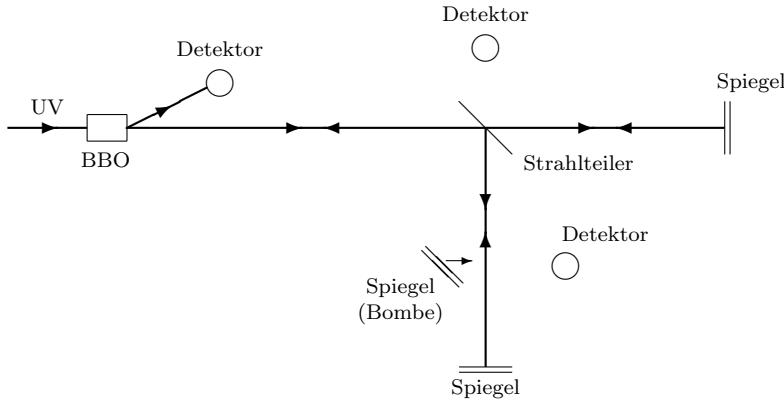 Detektor
Detektor
Spiegel
UV
BBO
Strahlteiler
Detektor
Spiegel
(Bombe)
Spiegel